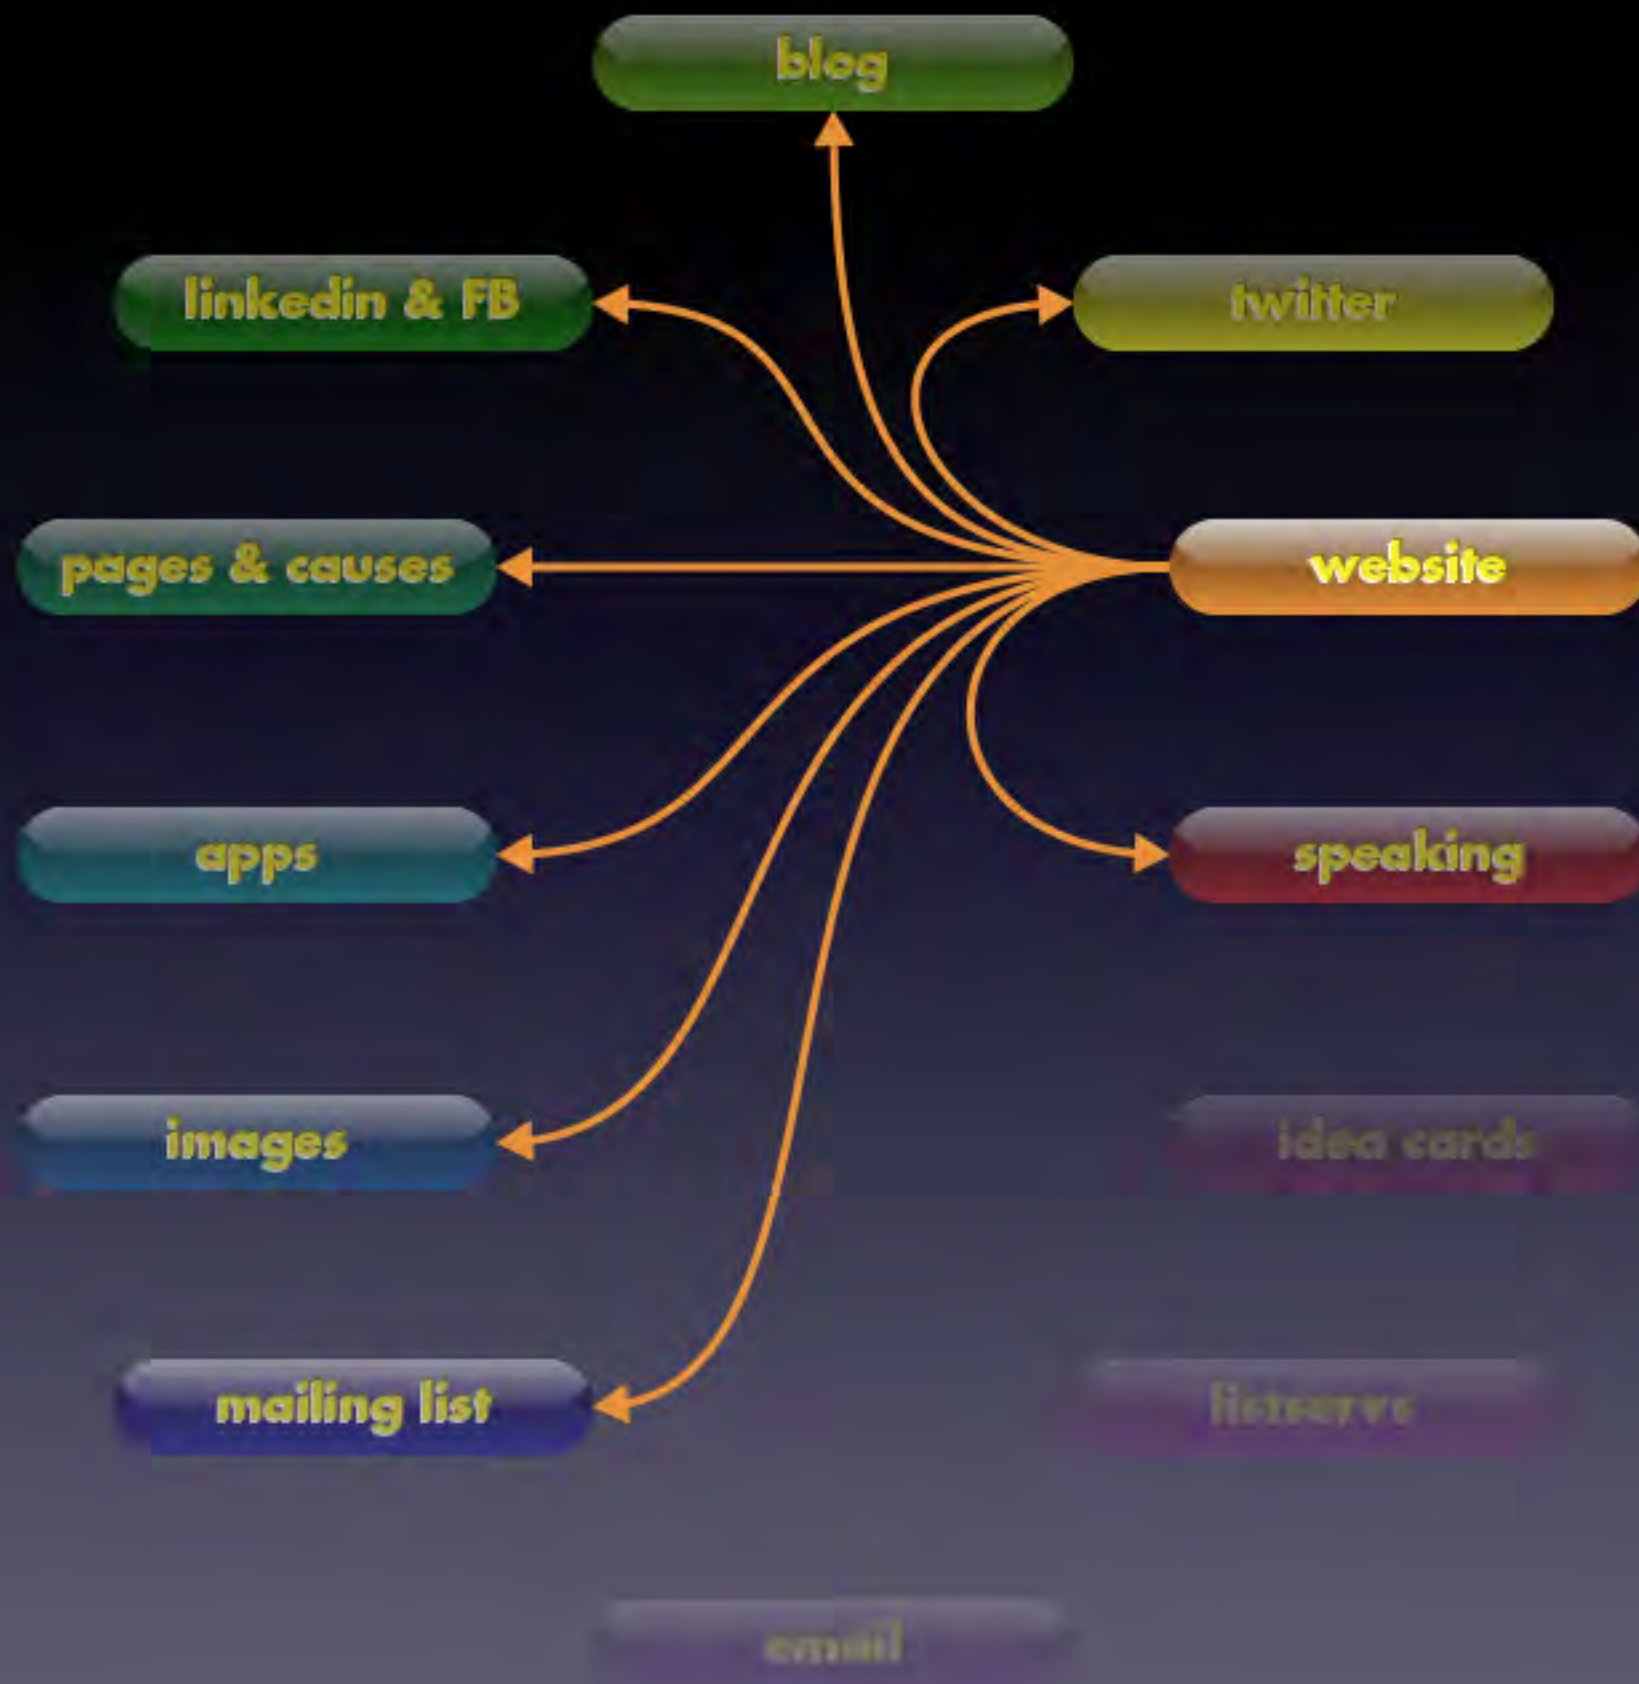 blog
linkedin & FB
twitter
pages & causes
website
apps
speaking
images
idea cards
mailing list
listservs
email